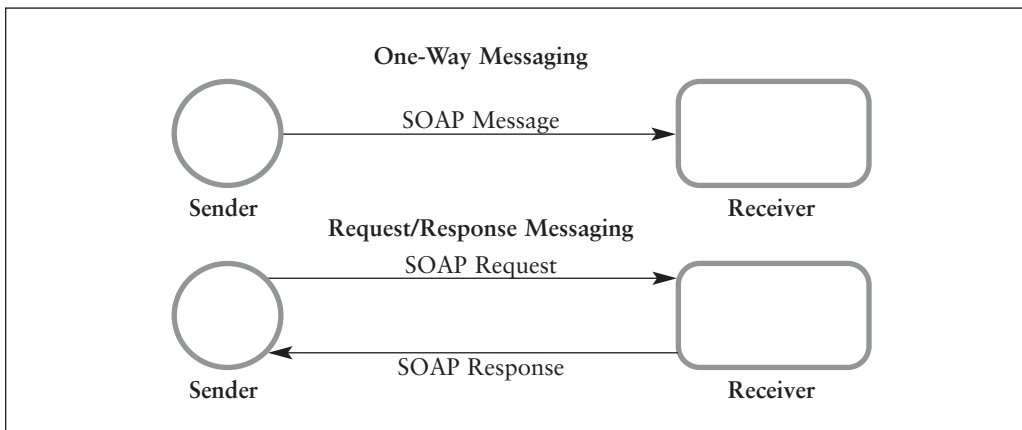 One-Way Messaging
SOAP Message
Sender
Receiver
Request/Response Messaging
SOAP Request
SOAP Response
Sender
Receiver